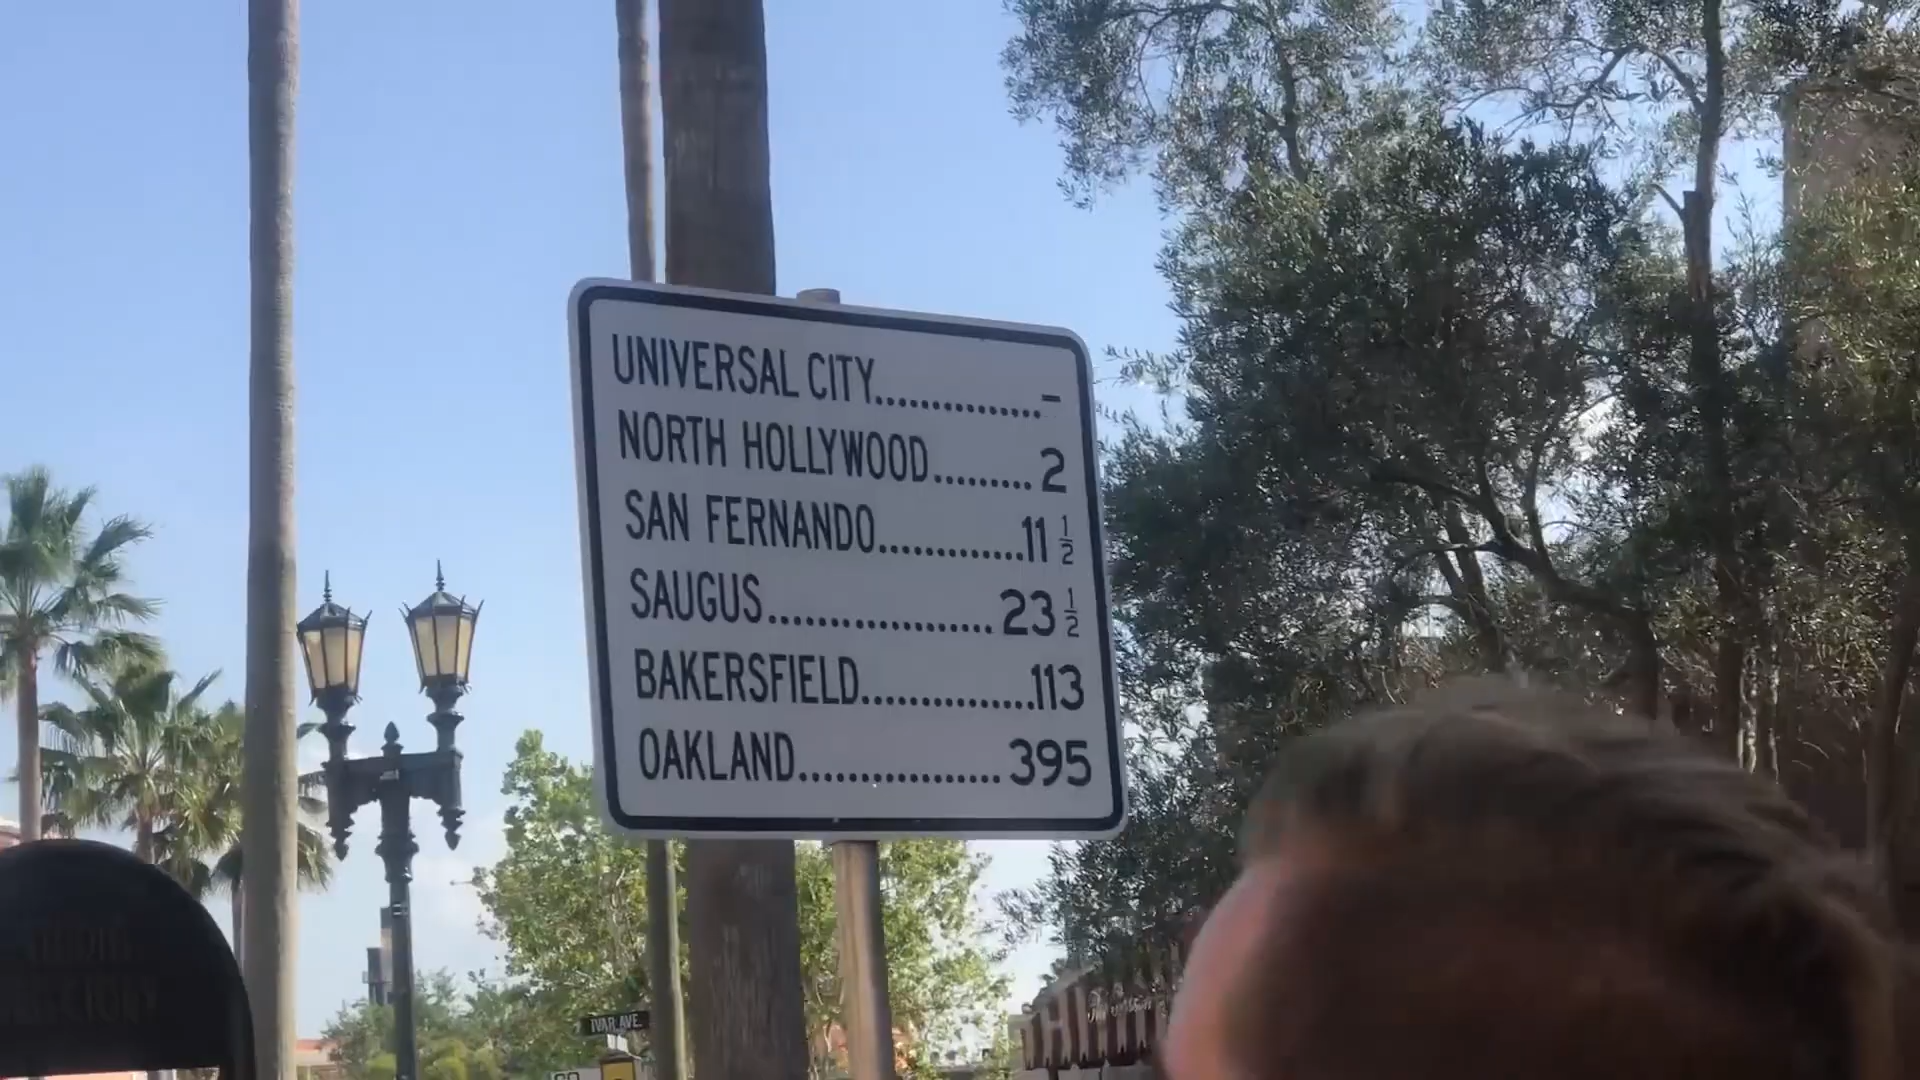 UNIVERSAL CITY..............–
NORTH HOLLYWOOD......... 2
SAN FERNANDO.............11 1/2
SAUGUS................... 23 1/2
BAKERSFIELD...............113
OAKLAND.................. 395
IVAR AVE.